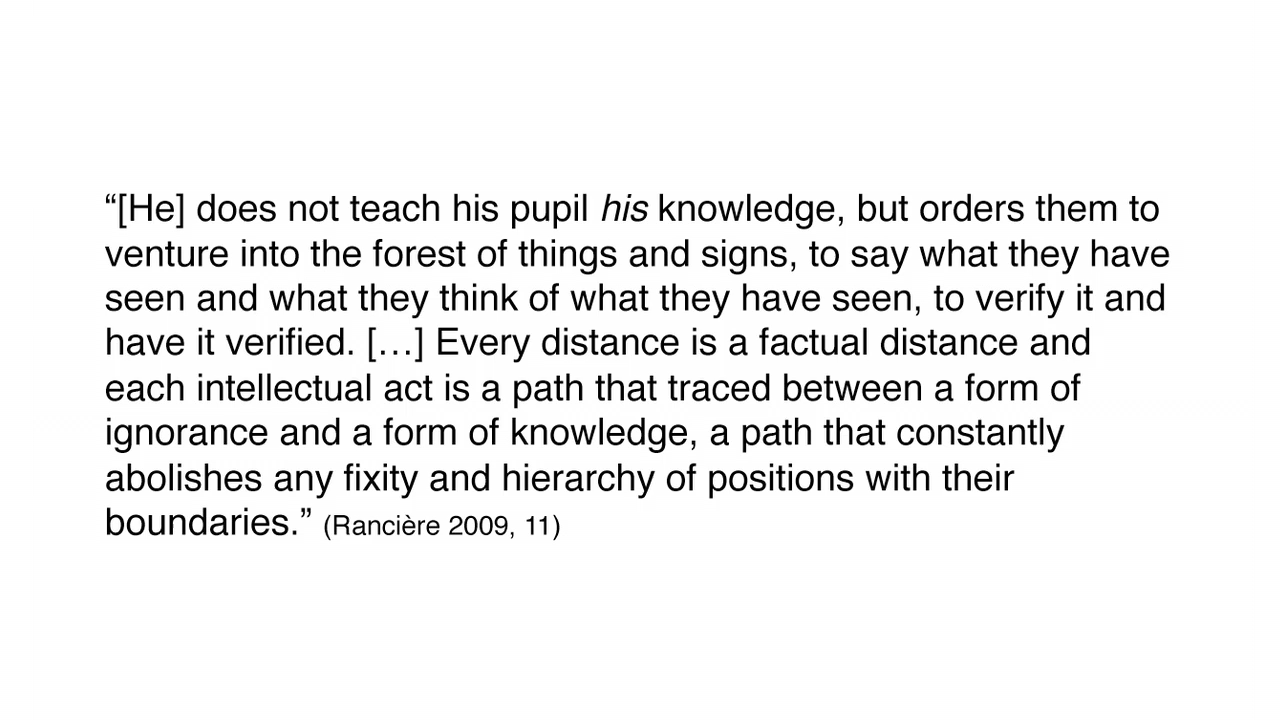 “[He] does not teach his pupil his knowledge, but orders them to
venture into the forest of things and signs, to say what they have
seen and what they think of what they have seen, to verify it and
have it verified. […] Every distance is a factual distance and
each intellectual act is a path that traced between a form of
ignorance and a form of knowledge, a path that constantly
abolishes any fixity and hierarchy of positions with their
boundaries.” (Rancière 2009, 11)